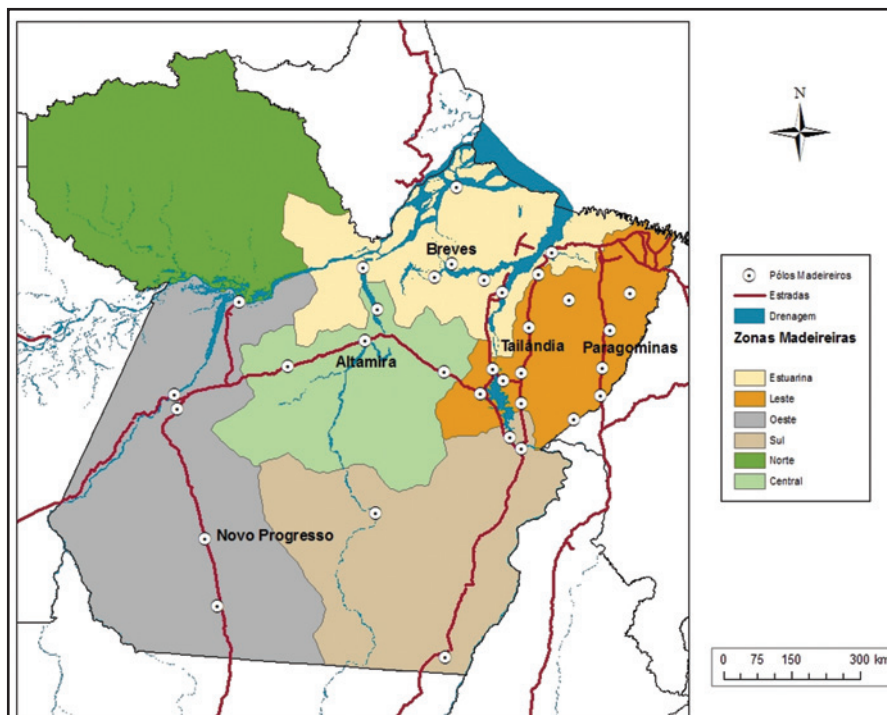 N
Breves
Tailândia
Paragominas
Altamira
Novo Progresso
Pólos Madeireiros
Estradas
Drenagem
Zonas Madeireiras
Estuarina
Leste
Oeste
Sul
Norte
Central
0 75 150 300 km